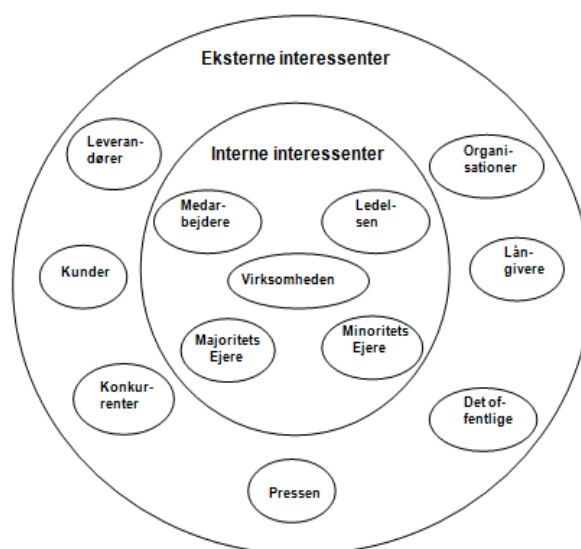 Eksterne interessenter
Leveran-
dører
Organi-
sationer
Interne interessenter
Medar-
bejdere
Ledel-
sen
Kunder
Lån-
givere
Virksomheden
Majoritets
Ejere
Minoritets
Ejere
Konkur-
renter
Det of-
fentlige
Pressen